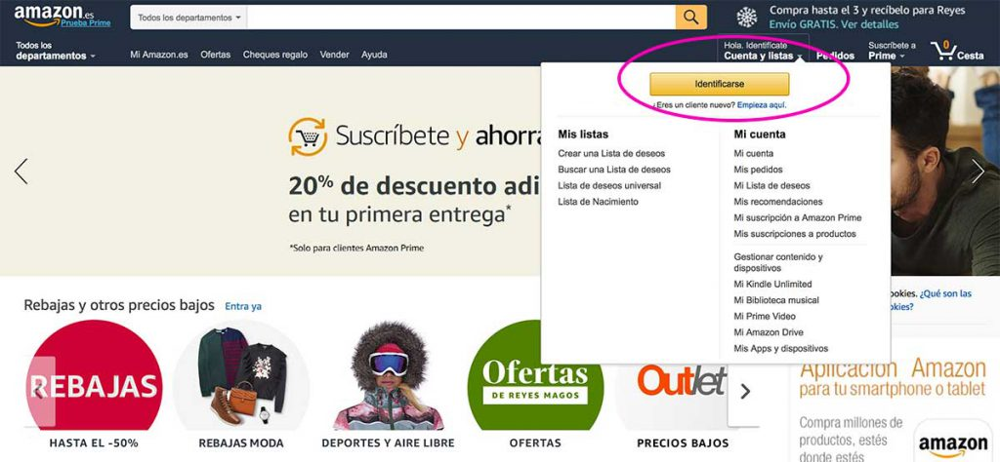 amazon.es
Prueba Prime
Todos los departamentos
Compra hasta el 3 y recíbelo para Reyes
Envío GRATIS. Ver detalles
Todos los
departamentos
Mi Amazon.es
Ofertas
Cheques regalo
Vender
Ayuda
Hola. Identifícate
Cuenta y listas
Pedidos
Suscríbete a
Prime
0
Cesta
Identificarse
¿Eres un cliente nuevo? Empieza aquí.
Mis listas
Crear una Lista de deseos
Buscar una Lista de deseos
Lista de deseos universal
Lista de Nacimiento
Mi cuenta
Mi cuenta
Mis pedidos
Mi Lista de deseos
Mis recomendaciones
Mi suscripción a Amazon Prime
Mis suscripciones a productos
Gestionar contenido y
dispositivos
Mi Kindle Unlimited
Mi Biblioteca musical
Mi Prime Video
Mi Amazon Drive
Mis Apps y dispositivos
Suscríbete y ahorra
20% de descuento adi
en tu primera entrega*
*Solo para clientes Amazon Prime
ookies. ¿Qué son las
okies?
Rebajas y otros precios bajos Entra ya
REBAJAS
HASTA EL -50%
REBAJAS MODA
DEPORTES Y AIRE LIBRE
Ofertas
DE REYES MAGOS
OFERTAS
Outlet
PRECIOS BAJOS
Aplicación Amazon
para tu smartphone o tablet
Compra millones de
productos, estés
donde estés
amazon